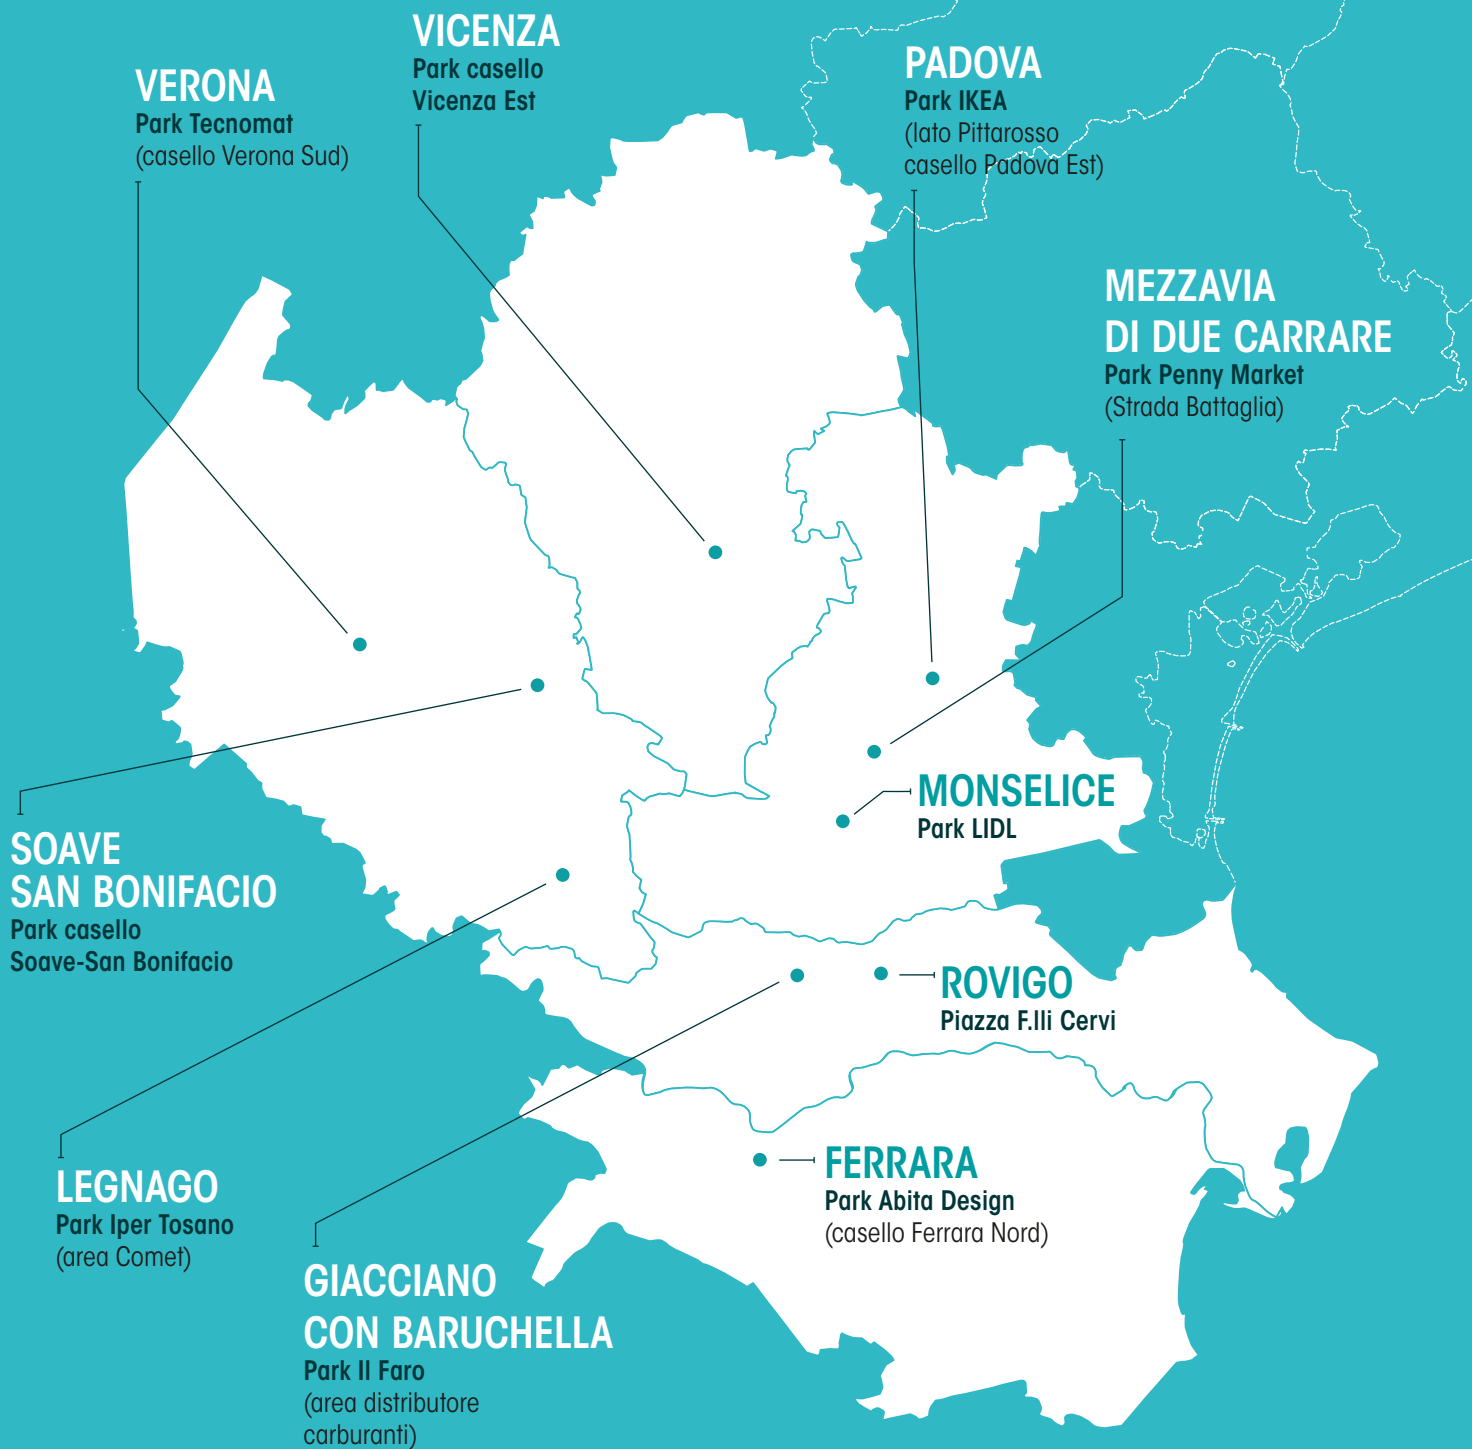 VICENZA
Park casello
Vicenza Est
VERONA
Park Tecnomat
(casello Verona Sud)
PADOVA
Park IKEA
(lato Pittarosso
casello Padova Est)
MEZZAVIA
DI DUE CARRARE
Park Penny Market
(Strada Battaglia)
MONSELICE
Park LIDL
SOAVE
SAN BONIFACIO
Park casello
Soave-San Bonifacio
ROVIGO
Piazza F.lli Cervi
FERRARA
Park Abita Design
(casello Ferrara Nord)
LEGNAGO
Park Iper Tosano
(area Comet)
GIACCIANO
CON BARUCHELLA
Park Il Faro
(area distributore
carburanti)